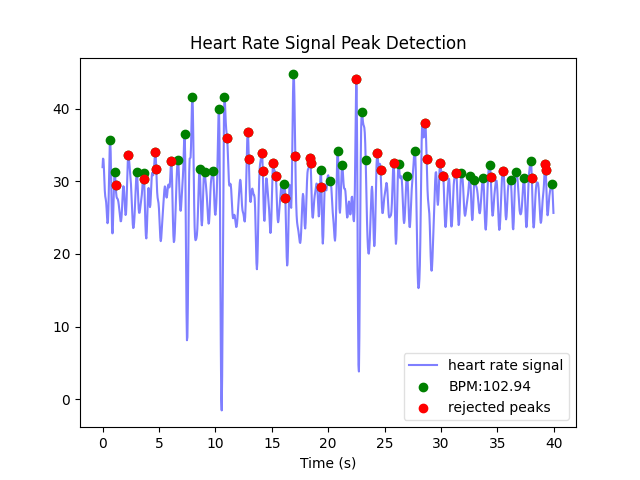 Heart Rate Signal Peak Detection
40
30
20
10
0
heart rate signal
BPM:102.94
rejected peaks
0 5 10 15 20 25 30 35 40
Time (s)